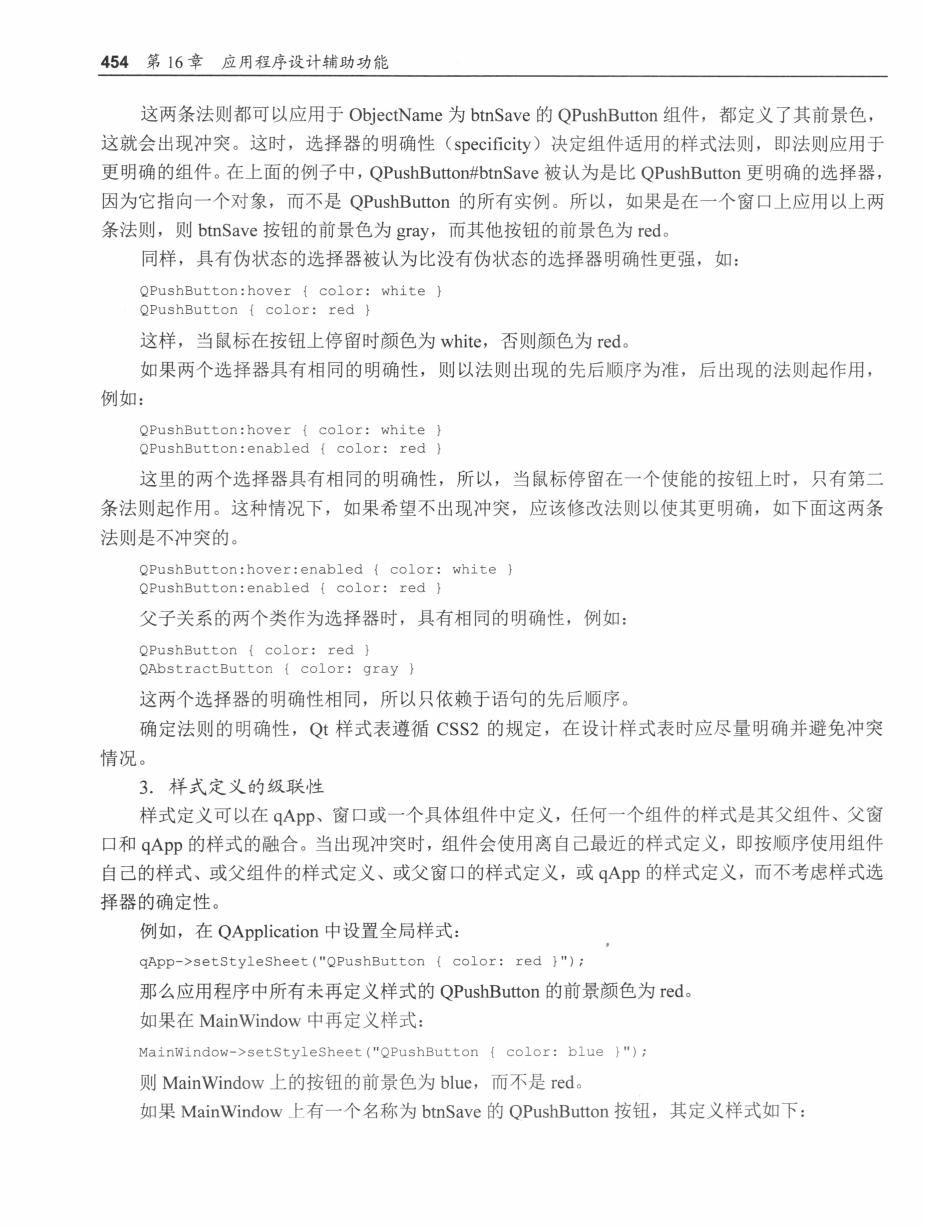 454 第 16 章 应用程序设计辅助功能
这两条法则都可以应用于 ObjectName 为 btnSave 的 QPushButton 组件，都定义了其前景色，
这就会出现冲突。这时，选择器的明确性（specificity）决定组件适用的样式法则，即法则应用于
更明确的组件。在上面的例子中，QPushButton#btnSave 被认为是比 QPushButton 更明确的选择器，
因为它指向一个对象，而不是 QPushButton 的所有实例。所以，如果是在一个窗口上应用以上两
条法则，则 btnSave 按钮的前景色为 gray，而其他按钮的前景色为 red。
同样，具有伪状态的选择器被认为比没有伪状态的选择器明确性更强，如：
QPushButton:hover { color: white }
QPushButton { color: red }
这样，当鼠标在按钮上停留时颜色为 white，否则颜色为 red。
如果两个选择器具有相同的明确性，则以法则出现的先后顺序为准，后出现的法则起作用，
例如：
QPushButton:hover { color: white }
QPushButton:enabled { color: red }
这里的两个选择器具有相同的明确性，所以，当鼠标停留在一个使能的按钮上时，只有第二
条法则起作用。这种情况下，如果希望不出现冲突，应该修改法则以使其更明确，如下面这两条
法则是不冲突的。
QPushButton:hover:enabled { color: white }
QPushButton:enabled { color: red }
父子关系的两个类作为选择器时，具有相同的明确性，例如：
QPushButton { color: red }
QAbstractButton { color: gray }
这两个选择器的明确性相同，所以只依赖于语句的先后顺序。
确定法则的明确性，Qt 样式表遵循 CSS2 的规定，在设计样式表时应尽量明确并避免冲突
情况。
3．样式定义的级联性
样式定义可以在 qApp、窗口或一个具体组件中定义，任何一个组件的样式是其父组件、父窗
口和 qApp 的样式的融合。当出现冲突时，组件会使用离自己最近的样式定义，即按顺序使用组件
自己的样式、或父组件的样式定义、或父窗口的样式定义，或 qApp 的样式定义，而不考虑样式选
择器的确定性。
例如，在 QApplication 中设置全局样式：
qApp->setStyleSheet("QPushButton { color: red }");
那么应用程序中所有未再定义样式的 QPushButton 的前景颜色为 red。
如果在 MainWindow 中再定义样式：
MainWindow->setStyleSheet("QPushButton { color: blue }");
则 MainWindow 上的按钮的前景色为 blue，而不是 red。
如果 MainWindow 上有一个名称为 btnSave 的 QPushButton 按钮，其定义样式如下：